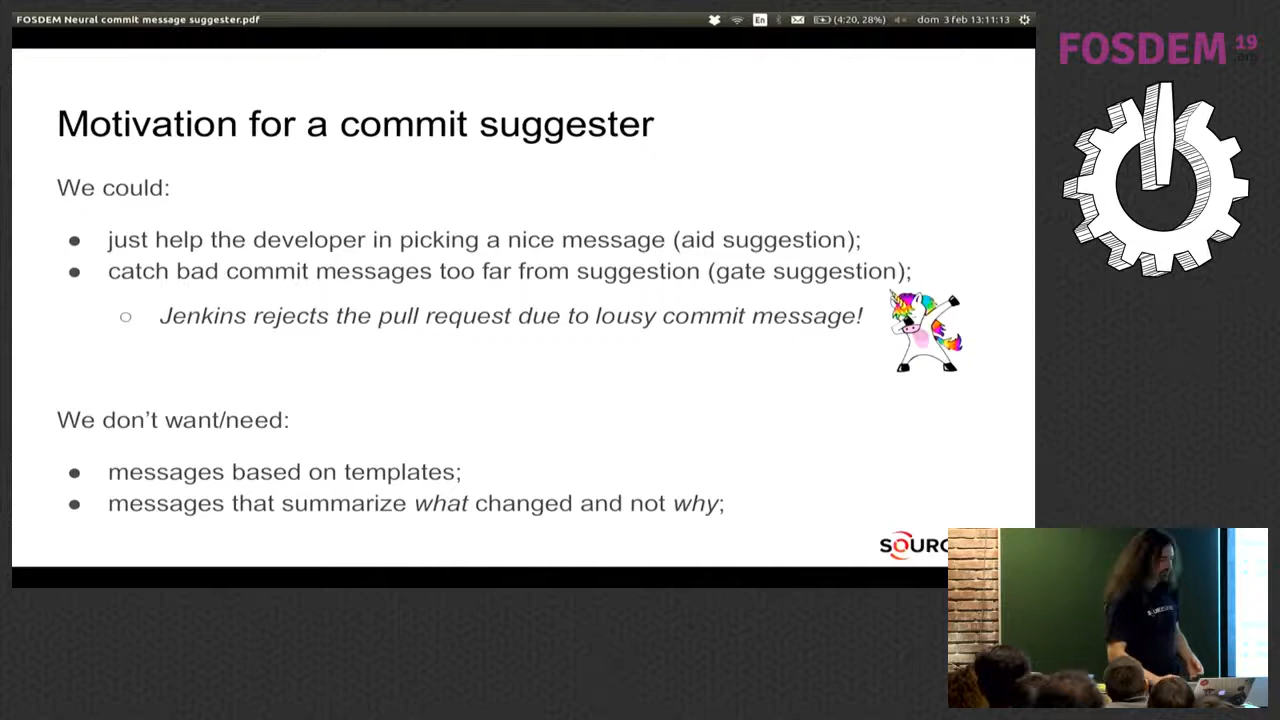 FOSDEM Neural commit message suggester.pdf
En
(4:20, 28%)
dom 3 feb 13:11:13
FOSDEM 19
.org
Motivation for a commit suggester
We could:
● just help the developer in picking a nice message (aid suggestion);
● catch bad commit messages too far from suggestion (gate suggestion);
○ Jenkins rejects the pull request due to lousy commit message!
We don't want/need:
● messages based on templates;
● messages that summarize what changed and not why;
SOURC